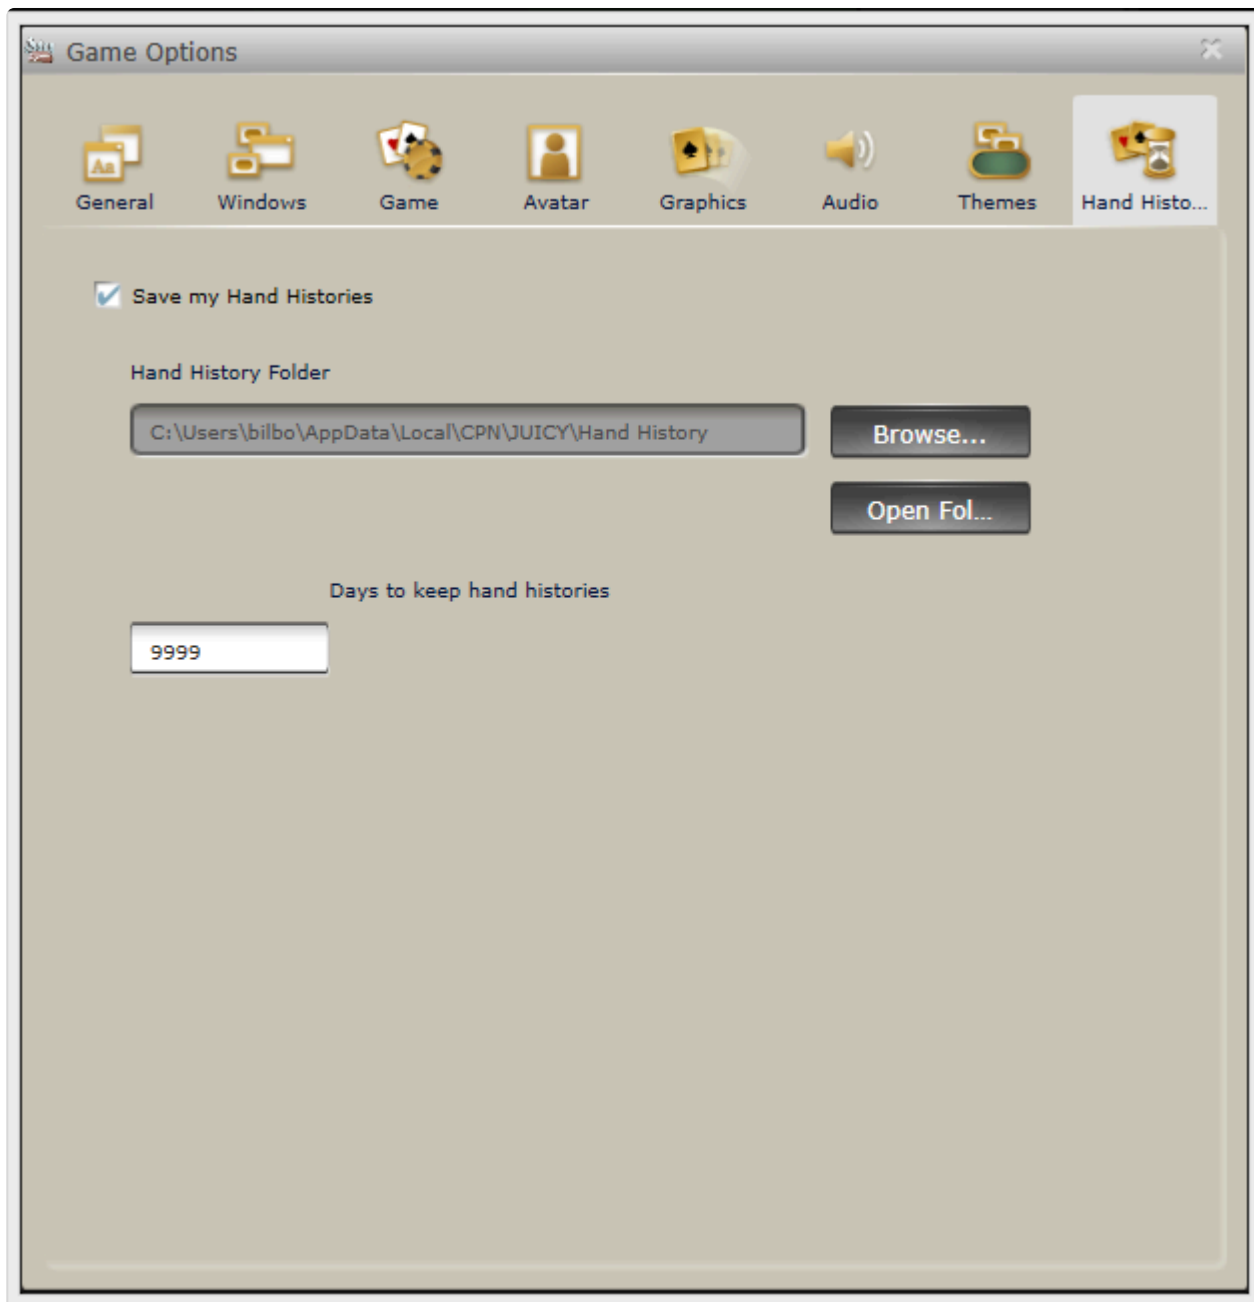 Game Options
General
Windows
Game
Avatar
Graphics
Audio
Themes
Hand Histo...
Save my Hand Histories
Hand History Folder
C:\Users\bilbo\AppData\Local\CPN\JUICY\Hand History
Browse...
Open Fol...
Days to keep hand histories
9999